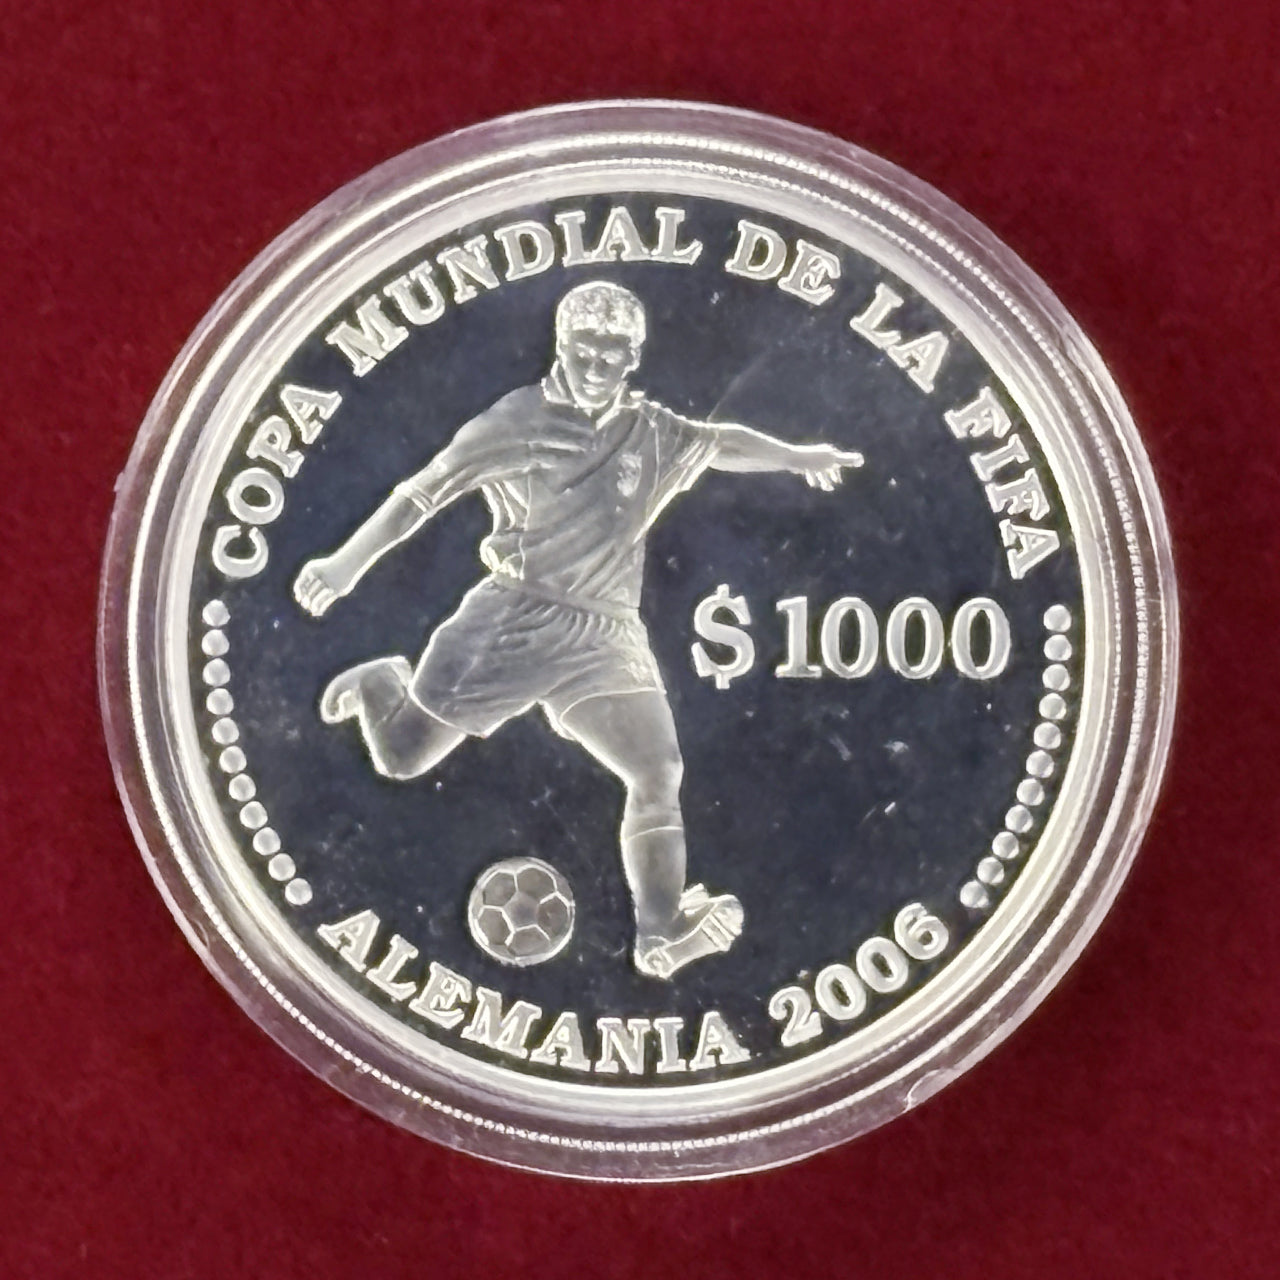 COPA MUNDIAL DE LA FIFA
$1000
ALEMANIA 2006